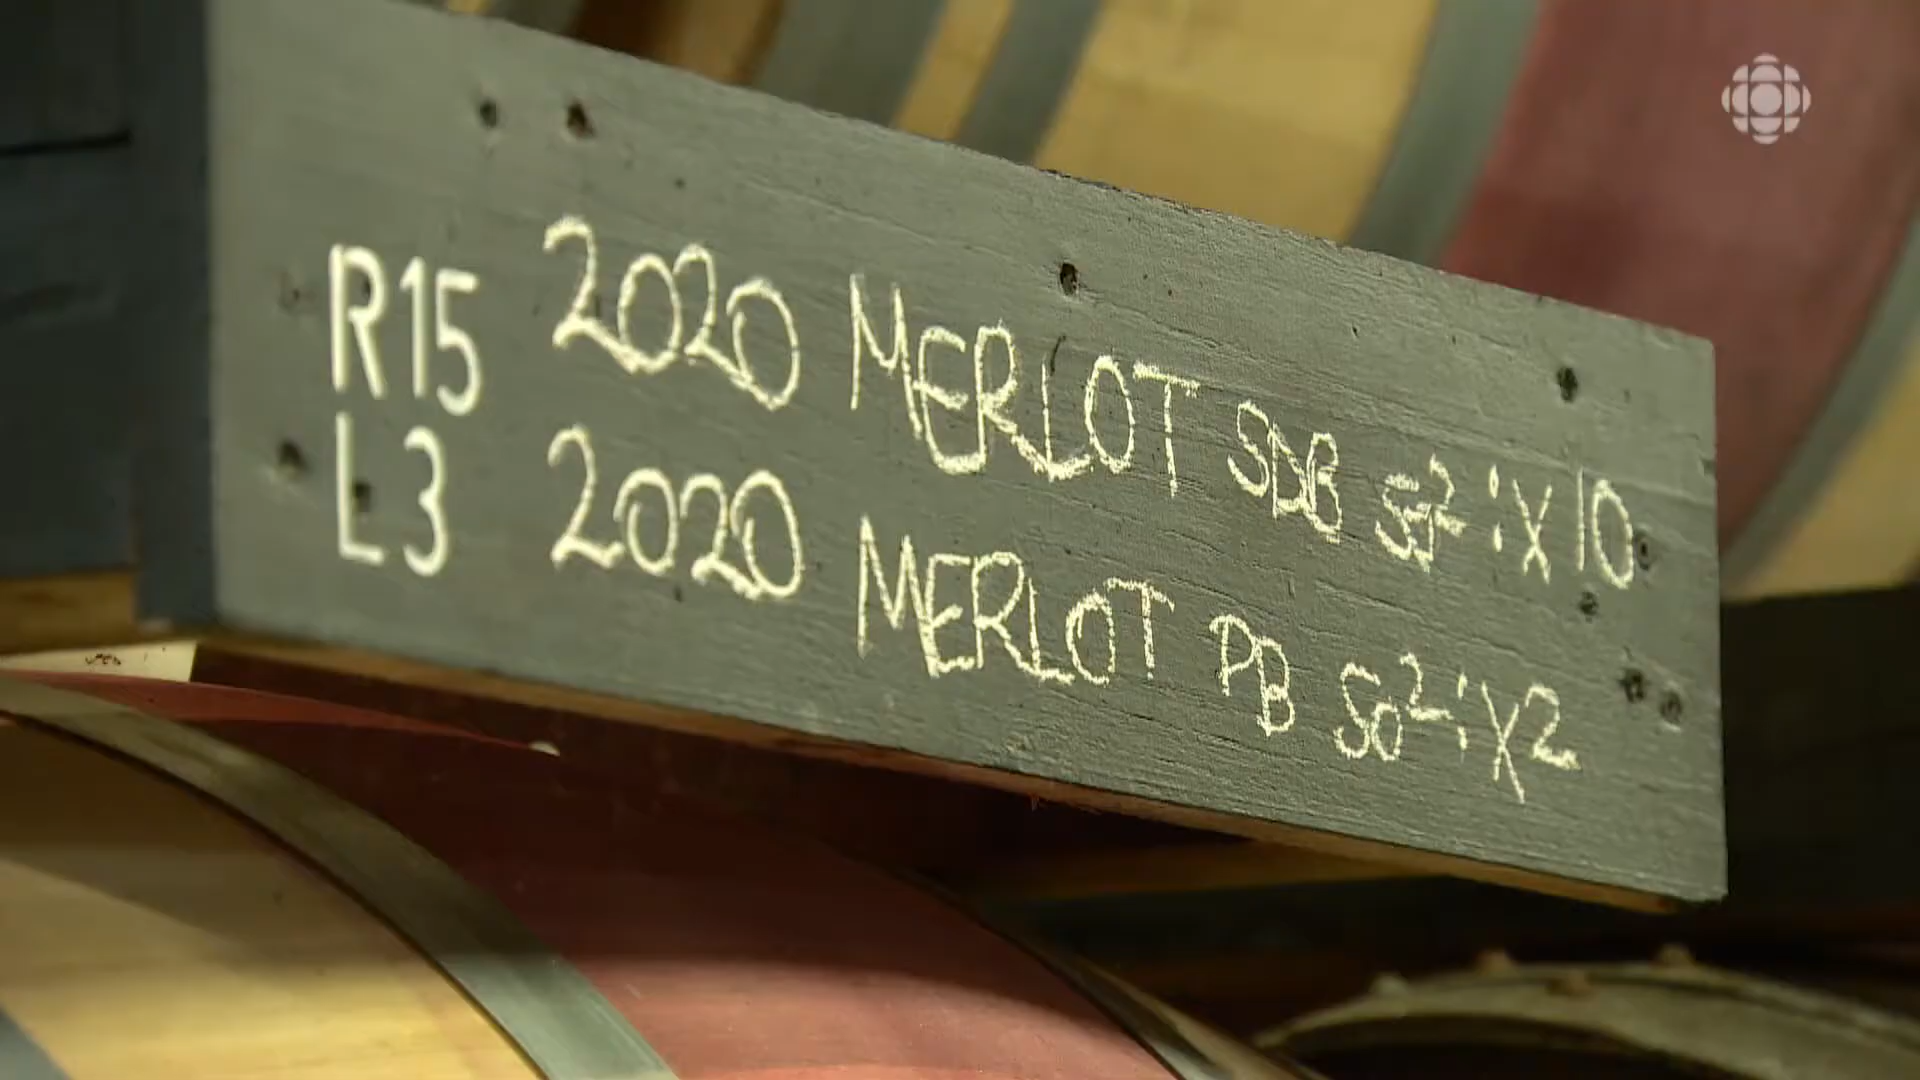 R15 2020 MERLOT SDB SO2 : X 10
L3 2020 MERLOT PB SO2 : X2